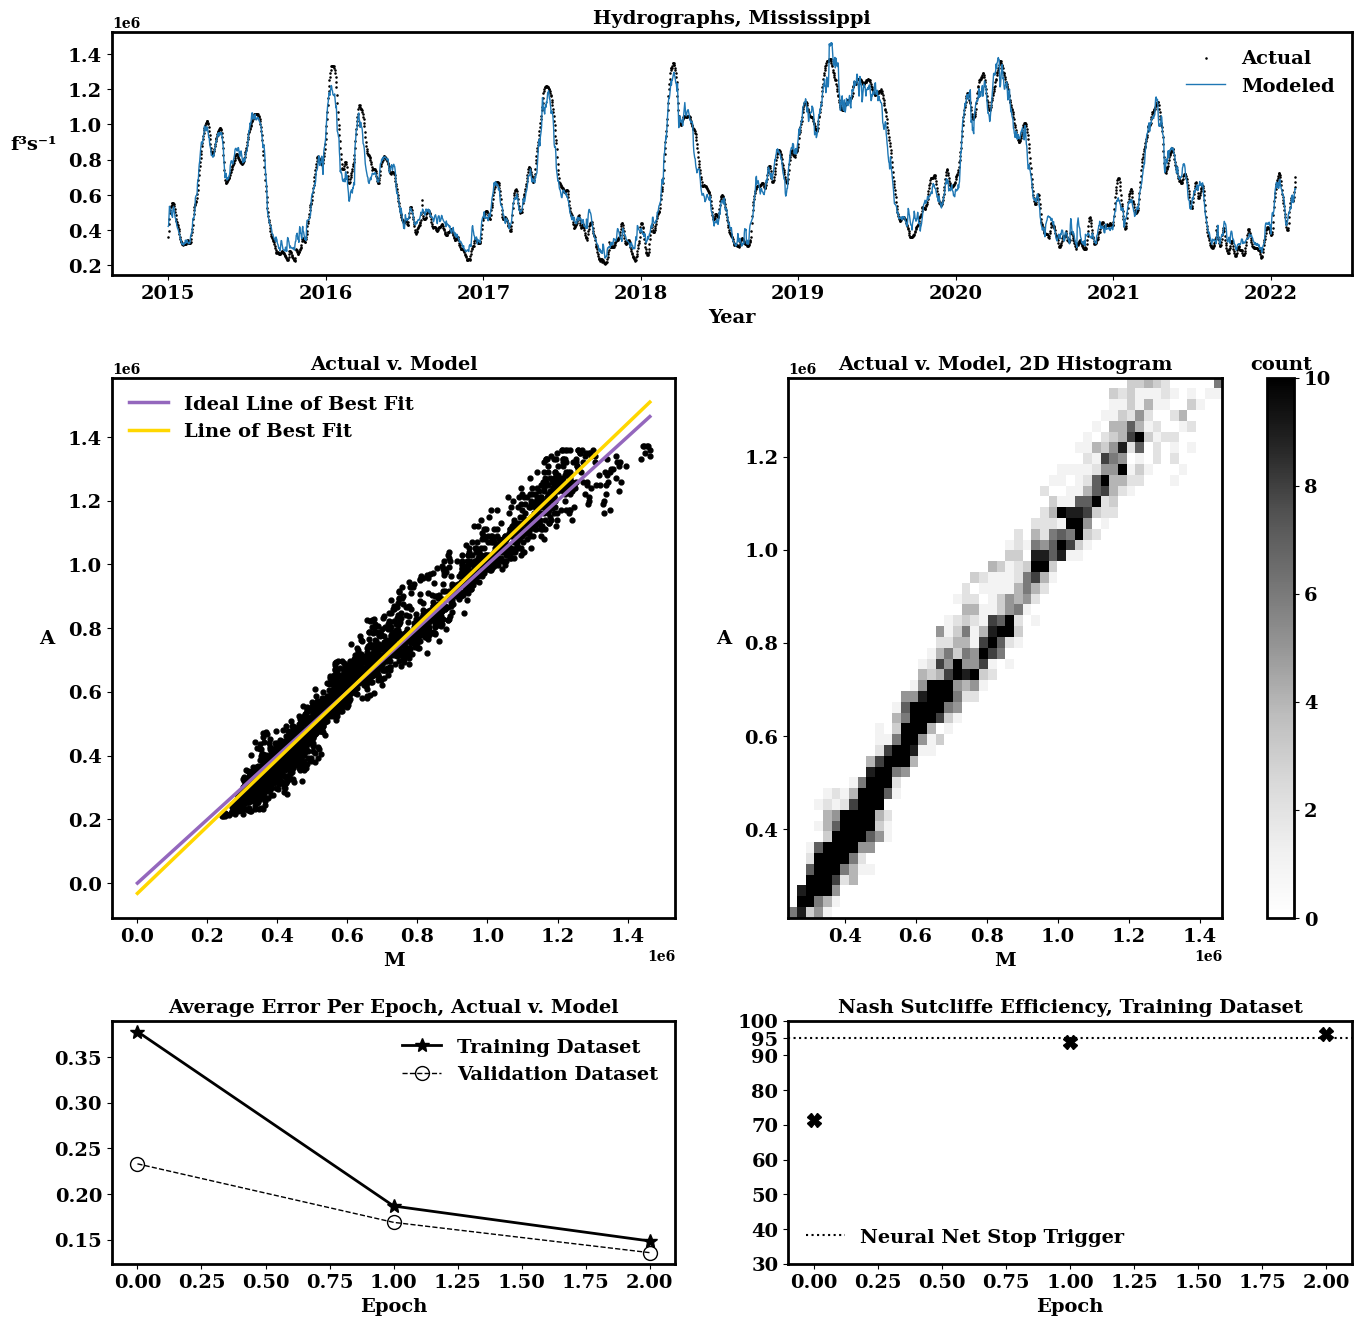 Hydrographs, Mississippi
1e6
1.4
1.2
1.0
0.8
0.6
0.4
0.2
f³s⁻¹
Actual
Modeled
2015 2016 2017 2018 2019 2020 2021 2022
Year
Actual v. Model
1e6
Ideal Line of Best Fit
Line of Best Fit
1.4
1.2
1.0
0.8
0.6
0.4
0.2
0.0
A
0.0 0.2 0.4 0.6 0.8 1.0 1.2 1.4
M
1e6
Actual v. Model, 2D Histogram
1e6
1.2
1.0
0.8
0.6
0.4
A
0.4 0.6 0.8 1.0 1.2 1.4
M
1e6
count
10
8
6
4
2
0
Average Error Per Epoch, Actual v. Model
Training Dataset
Validation Dataset
0.35
0.30
0.25
0.20
0.15
0.00 0.25 0.50 0.75 1.00 1.25 1.50 1.75 2.00
Epoch
Nash Sutcliffe Efficiency, Training Dataset
100
95
90
80
70
60
50
40
30
Neural Net Stop Trigger
0.00 0.25 0.50 0.75 1.00 1.25 1.50 1.75 2.00
Epoch